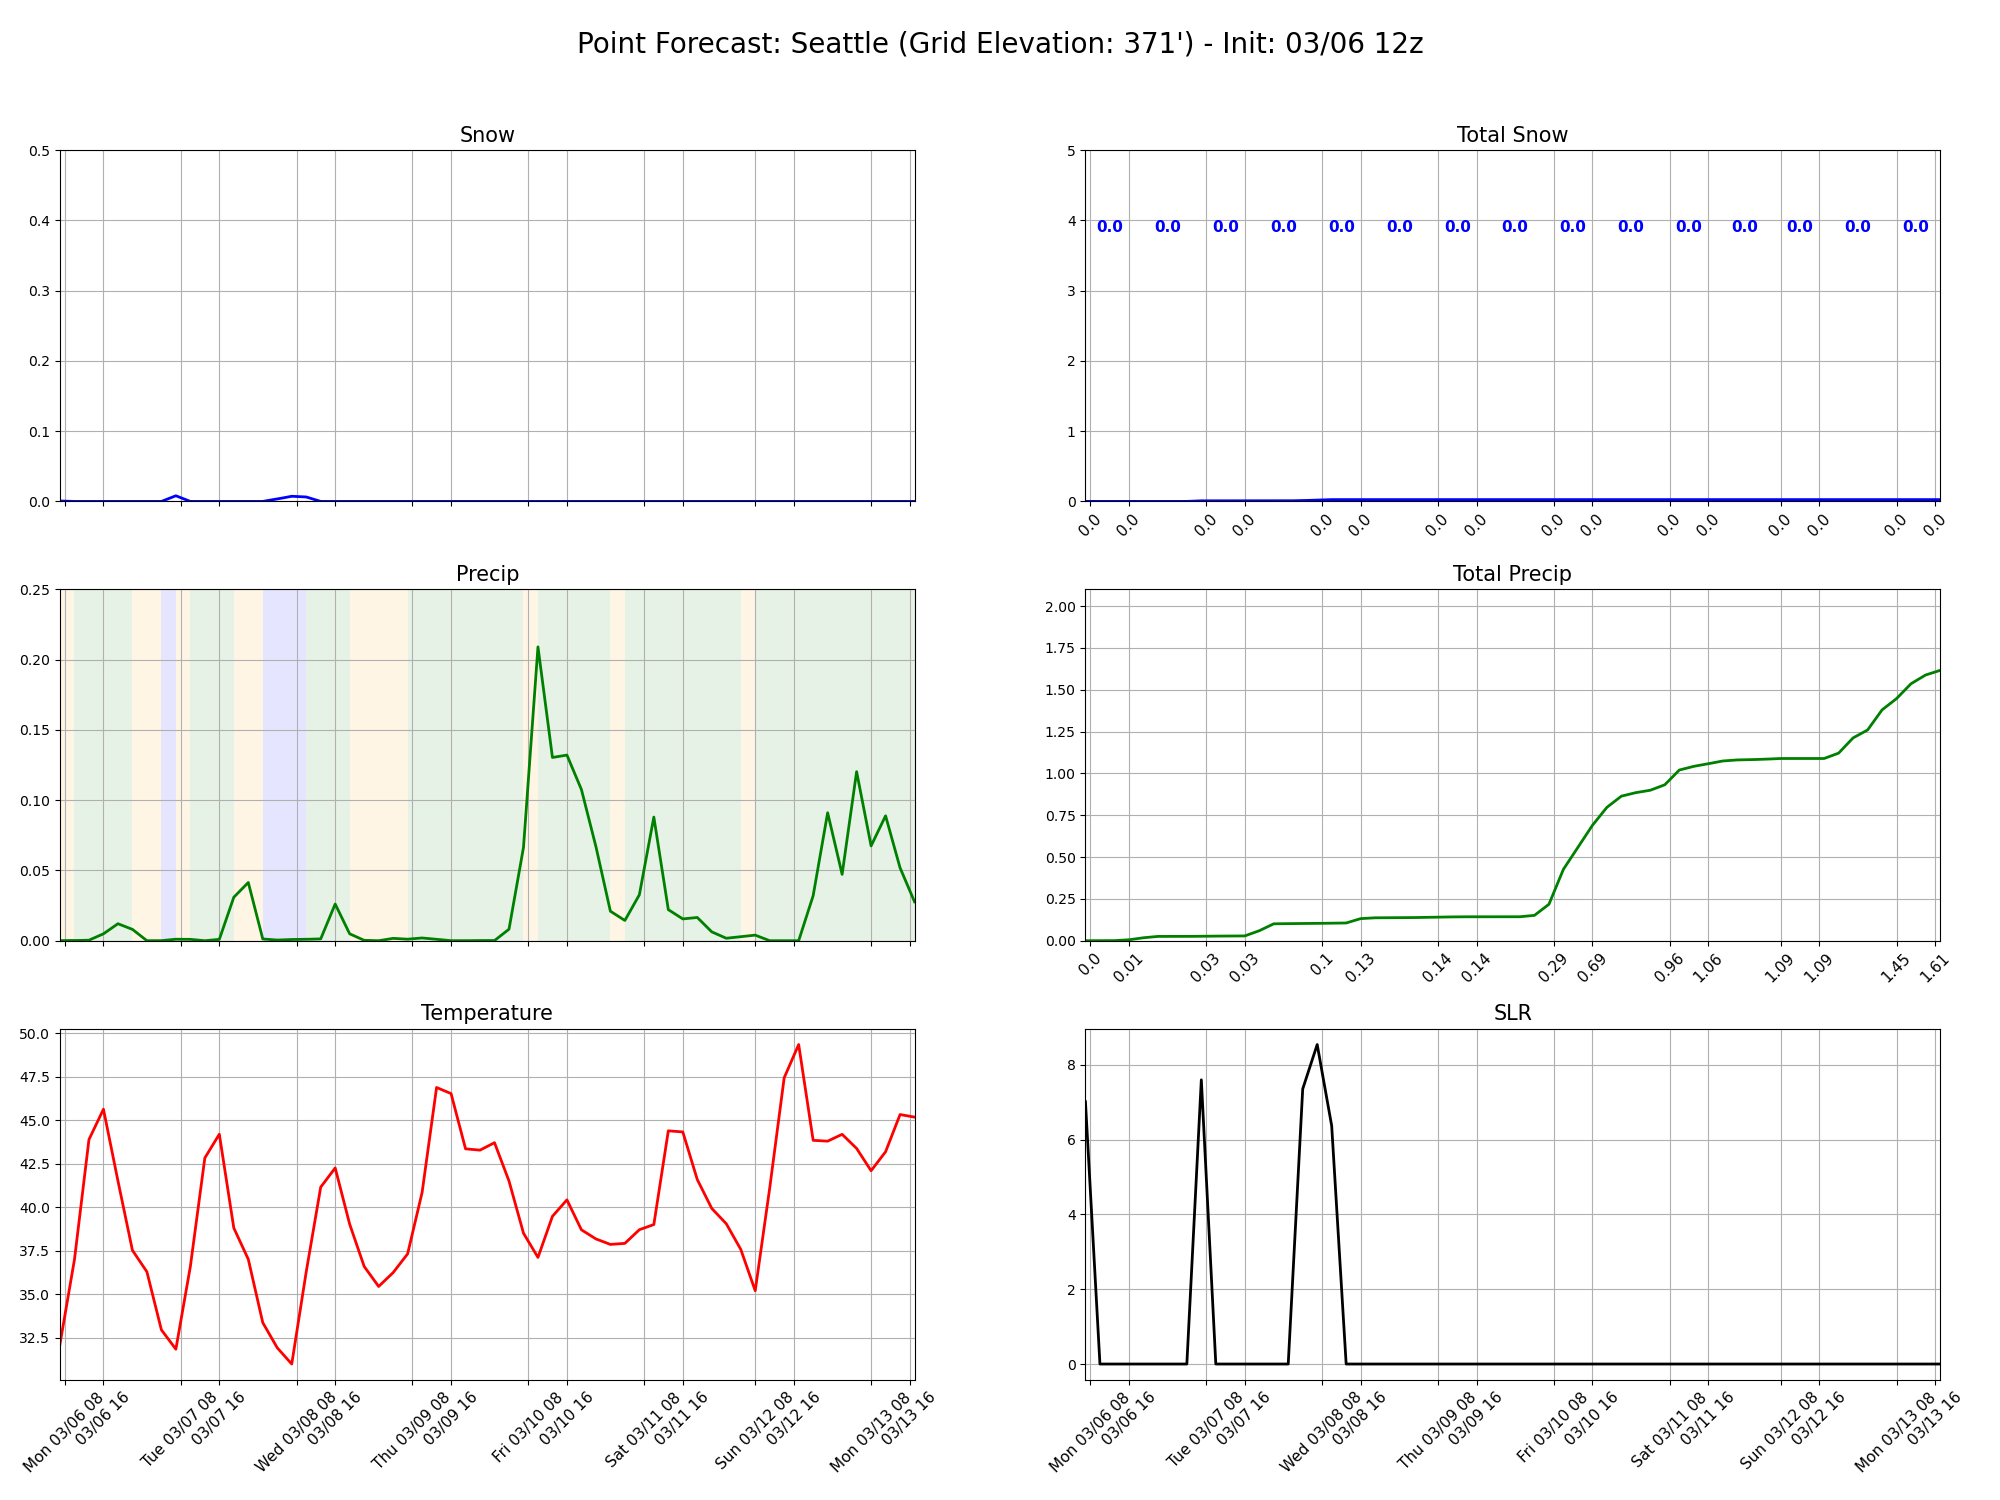 Point Forecast: Seattle (Grid Elevation: 371') - Init: 03/06 12z
Snow
0.5
0.4
0.3
0.2
0.1
0.0
Total Snow
5
4
3
2
1
0
0.0 0.0 0.0 0.0 0.0 0.0 0.0 0.0 0.0 0.0 0.0 0.0 0.0 0.0 0.0
0.0 0.0 0.0 0.0 0.0 0.0 0.0 0.0 0.0 0.0 0.0 0.0 0.0 0.0 0.0 0.0
Precip
0.25
0.20
0.15
0.10
0.05
0.00
Total Precip
2.00
1.75
1.50
1.25
1.00
0.75
0.50
0.25
0.00
0.0 0.01 0.03 0.03 0.1 0.13 0.14 0.14 0.29 0.69 0.96 1.06 1.09 1.09 1.45 1.61
Temperature
50.0
47.5
45.0
42.5
40.0
37.5
35.0
32.5
Mon 03/06 08
03/06 16
Tue 03/07 08
03/07 16
Wed 03/08 08
03/08 16
Thu 03/09 08
03/09 16
Fri 03/10 08
03/10 16
Sat 03/11 08
03/11 16
Sun 03/12 08
03/12 16
Mon 03/13 08
03/13 16
SLR
8
6
4
2
0
Mon 03/06 08
03/06 16
Tue 03/07 08
03/07 16
Wed 03/08 08
03/08 16
Thu 03/09 08
03/09 16
Fri 03/10 08
03/10 16
Sat 03/11 08
03/11 16
Sun 03/12 08
03/12 16
Mon 03/13 08
03/13 16